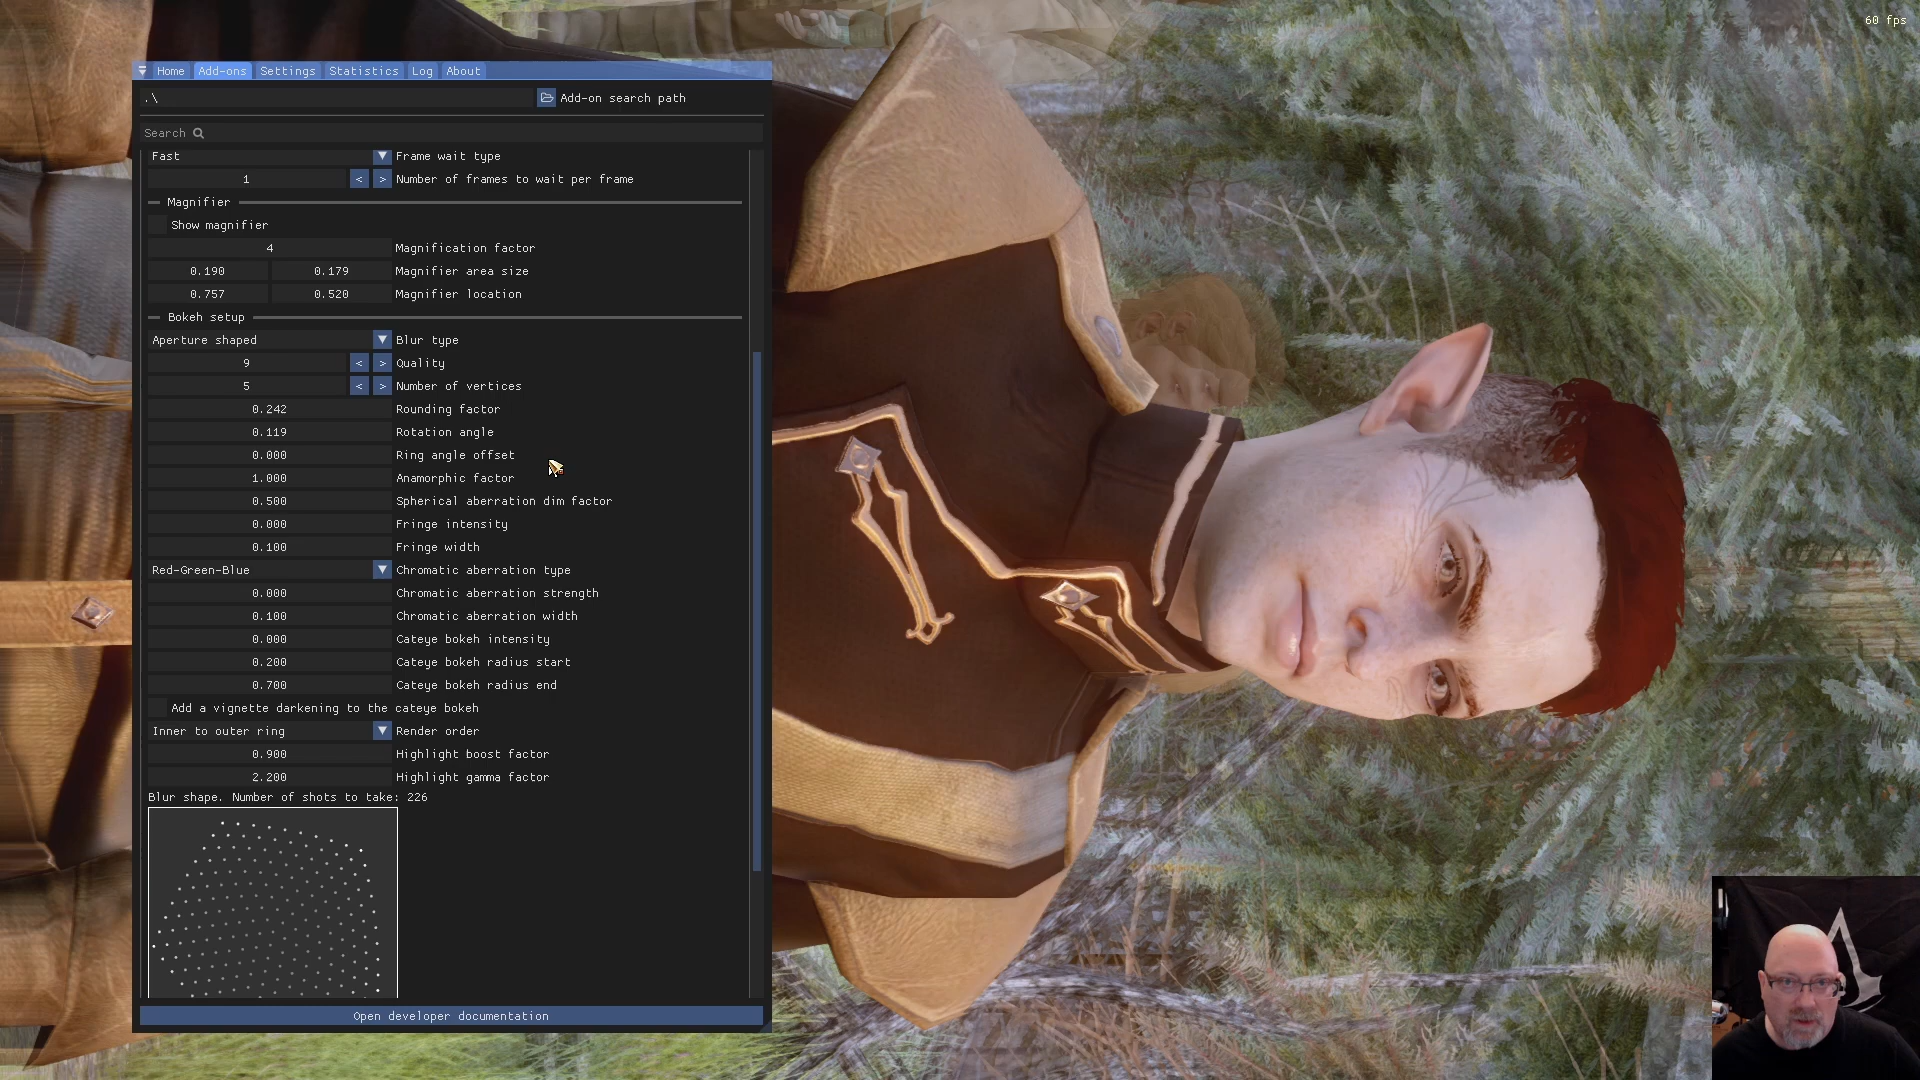 60 fps
Home Add-ons Settings Statistics Log About
.\ Add-on search path
Search
Fast Frame wait type
1 < > Number of frames to wait per frame
Magnifier
Show magnifier
4 Magnification factor
0.190 0.179 Magnifier area size
0.757 0.520 Magnifier location
Bokeh setup
Aperture shaped Blur type
9 < > Quality
5 < > Number of vertices
0.242 Rounding factor
0.119 Rotation angle
0.000 Ring angle offset
1.000 Anamorphic factor
0.500 Spherical aberration dim factor
0.000 Fringe intensity
0.100 Fringe width
Red-Green-Blue Chromatic aberration type
0.000 Chromatic aberration strength
0.100 Chromatic aberration width
0.000 Cateye bokeh intensity
0.200 Cateye bokeh radius start
0.700 Cateye bokeh radius end
Add a vignette darkening to the cateye bokeh
Inner to outer ring Render order
0.900 Highlight boost factor
2.200 Highlight gamma factor
Blur shape. Number of shots to take: 226
Open developer documentation